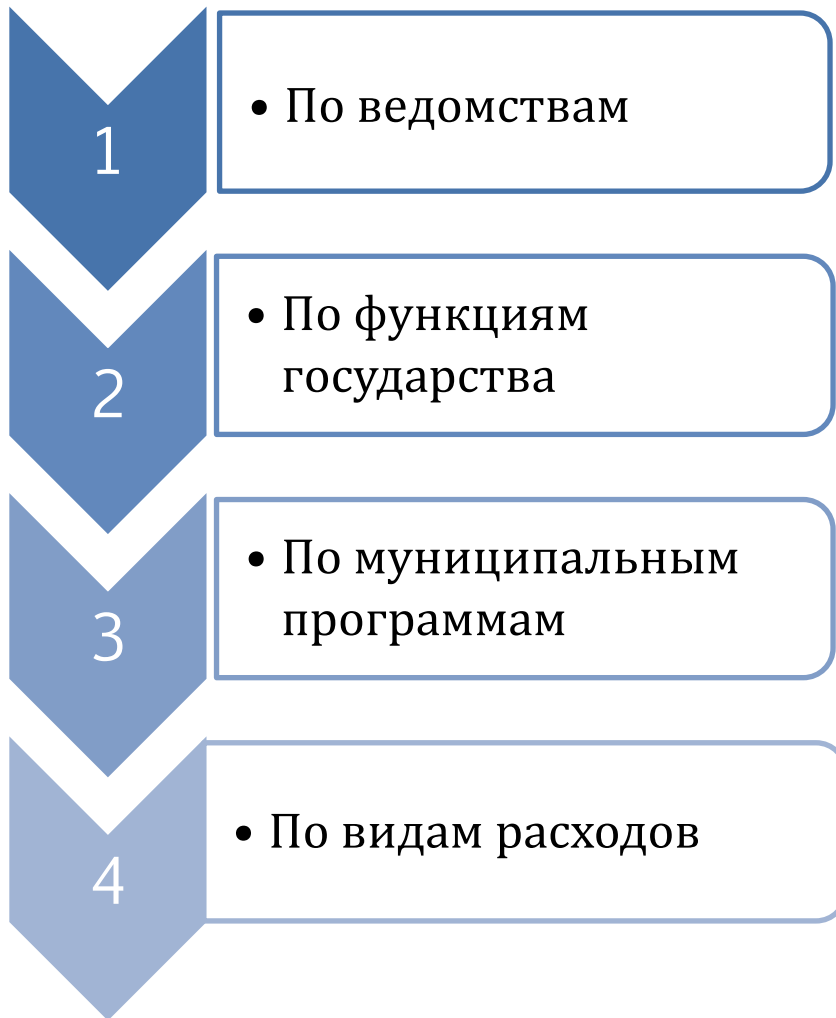 1
• По ведомствам
2
• По функциям
государства
3
• По муниципальным
программам
4
• По видам расходов